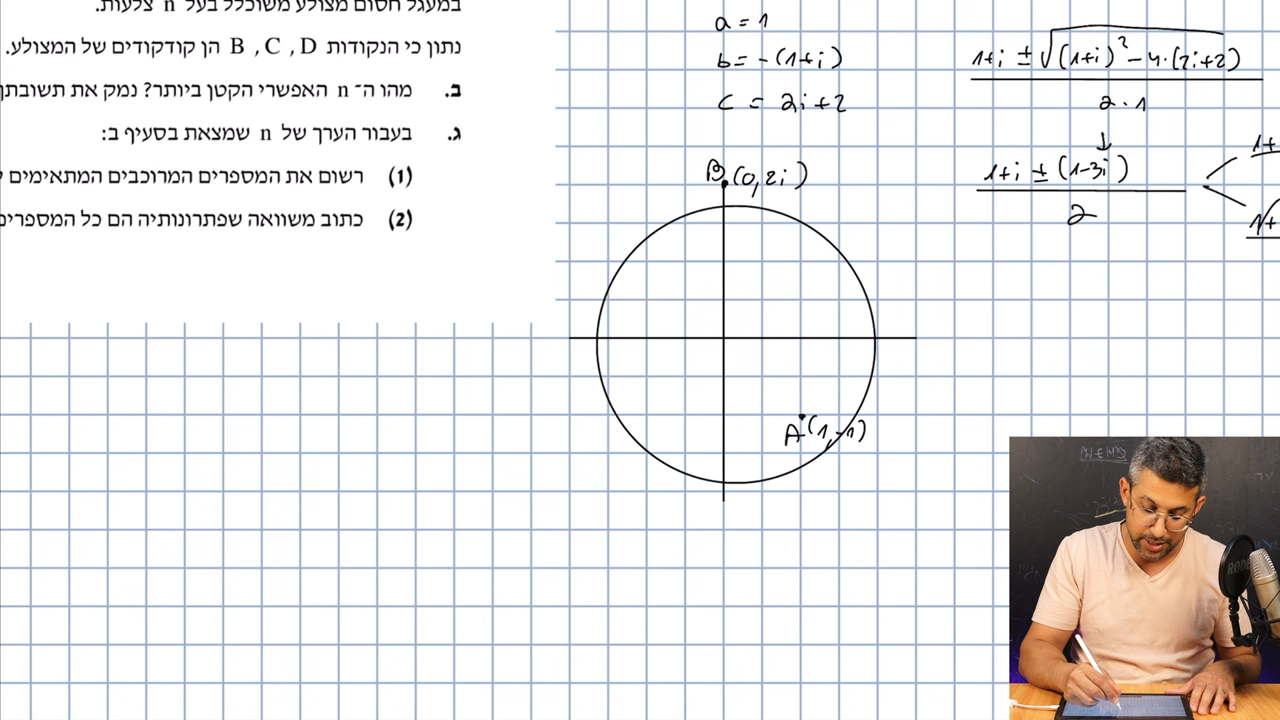 במעגל חסום מצולע משוכלל בעל n צלעות.
נתון כי הנקודות B , C , D הן קודקודים של המצולע.
ב. מהו ה־ n האפשרי הקטן ביותר? נמק את תשובתך
ג. בעבור הערך של n שמצאת בסעיף ב:
(1) רשום את המספרים המרוכבים המתאימים
(2) כתוב משוואה שפתרונותיה הם כל המספרים
a = 1
b = -(1+i)
c = 2i+2
1+i ± √(1+i)² - 4·(2i+2)
2·1
↓
1+i ± (1-3i)
2
1+
1+
B (0, 2i)
A (1, -1)